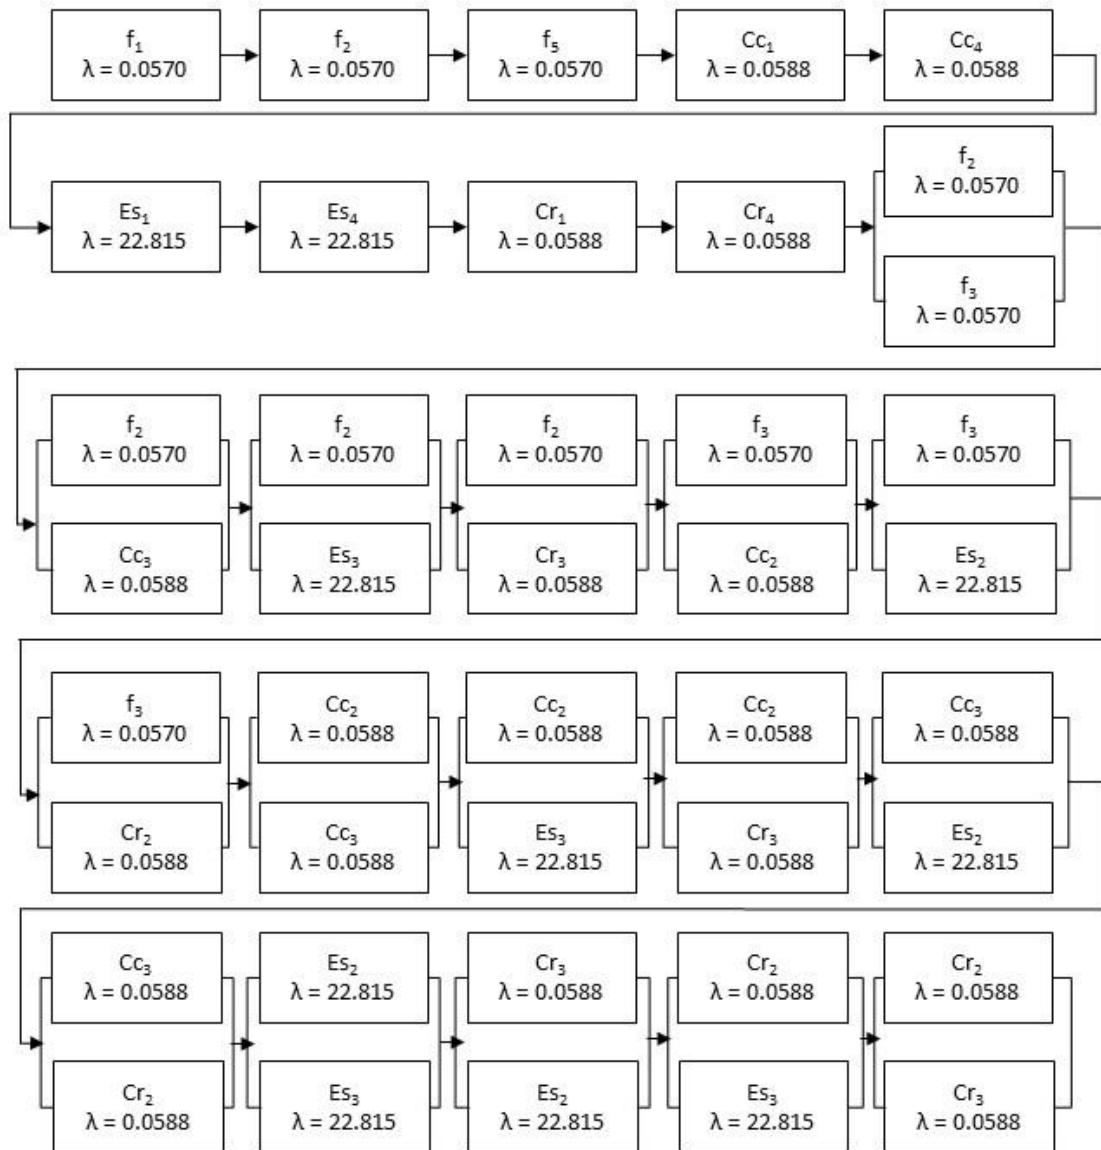 f₁
λ = 0.0570
f₂
λ = 0.0570
f₅
λ = 0.0570
Cc₁
λ = 0.0588
Cc₄
λ = 0.0588
Es₁
λ = 22.815
Es₄
λ = 22.815
Cr₁
λ = 0.0588
Cr₄
λ = 0.0588
f₂
λ = 0.0570
f₃
λ = 0.0570
f₂
λ = 0.0570
Cc₃
λ = 0.0588
f₂
λ = 0.0570
Es₃
λ = 22.815
f₂
λ = 0.0570
Cr₃
λ = 0.0588
f₃
λ = 0.0570
Cc₂
λ = 0.0588
f₃
λ = 0.0570
Es₂
λ = 22.815
f₃
λ = 0.0570
Cr₂
λ = 0.0588
Cc₂
λ = 0.0588
Cc₃
λ = 0.0588
Cc₂
λ = 0.0588
Es₃
λ = 22.815
Cc₂
λ = 0.0588
Cr₃
λ = 0.0588
Cc₃
λ = 0.0588
Es₂
λ = 22.815
Cc₃
λ = 0.0588
Cr₂
λ = 0.0588
Es₂
λ = 22.815
Es₃
λ = 22.815
Cr₃
λ = 0.0588
Es₂
λ = 22.815
Cr₂
λ = 0.0588
Es₃
λ = 22.815
Cr₂
λ = 0.0588
Cr₃
λ = 0.0588